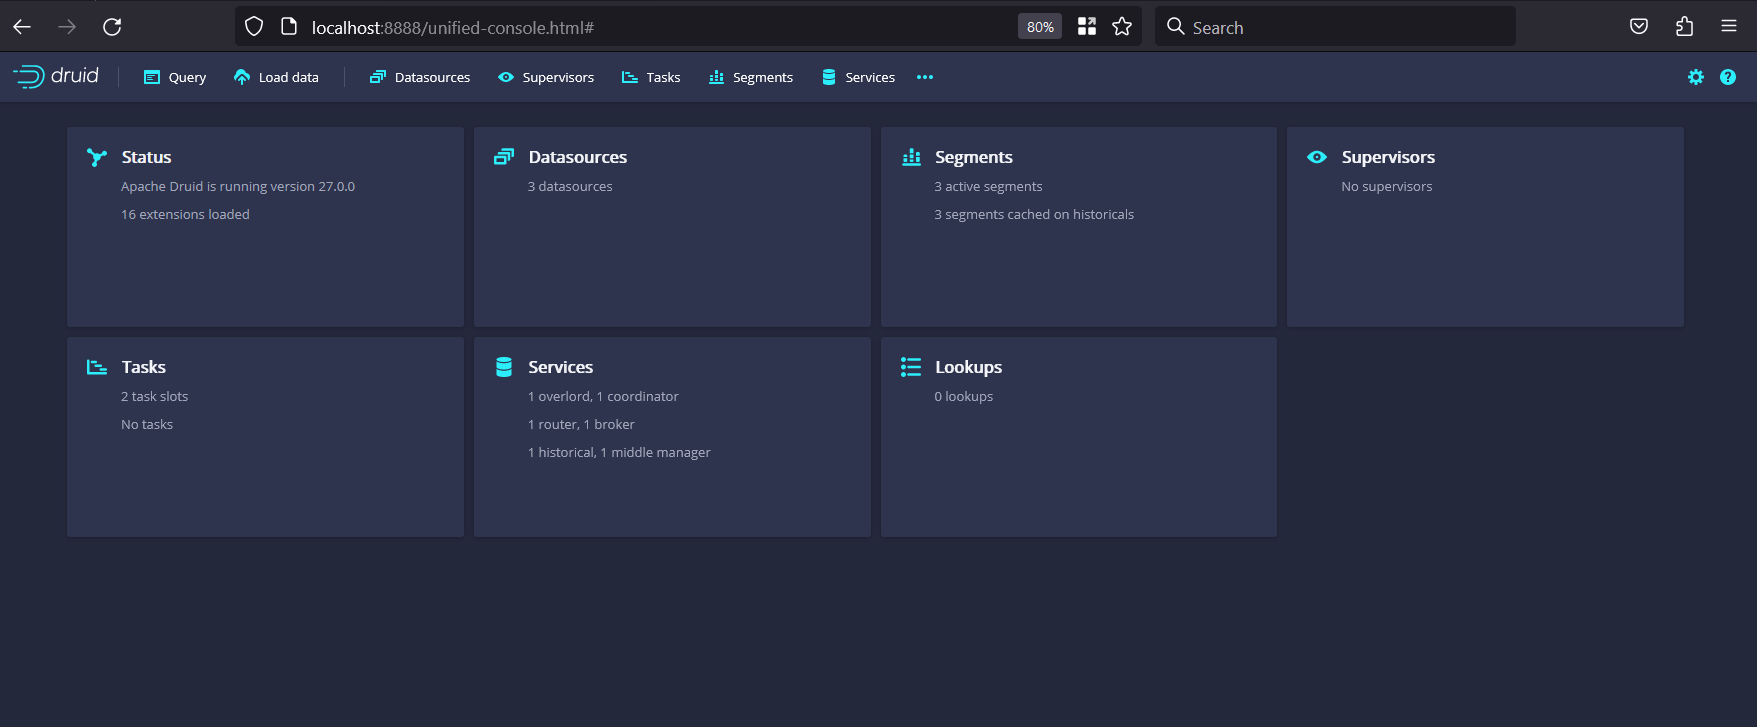 localhost:8888/unified-console.html#
80%
Search
druid
Query
Load data
Datasources
Supervisors
Tasks
Segments
Services
Status
Apache Druid is running version 27.0.0
16 extensions loaded
Datasources
3 datasources
Segments
3 active segments
3 segments cached on historicals
Supervisors
No supervisors
Tasks
2 task slots
No tasks
Services
1 overlord, 1 coordinator
1 router, 1 broker
1 historical, 1 middle manager
Lookups
0 lookups